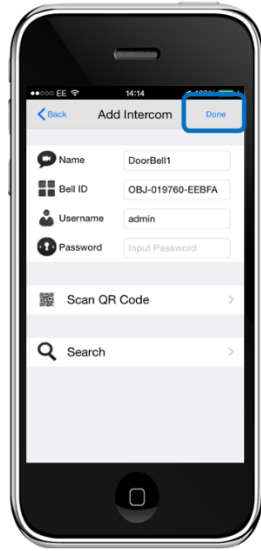 EE 14:14
Back Add Intercom Done
Name DoorBell1
Bell ID OBJ-019760-EEBFA
Username admin
Password Input Password
Scan QR Code
Search